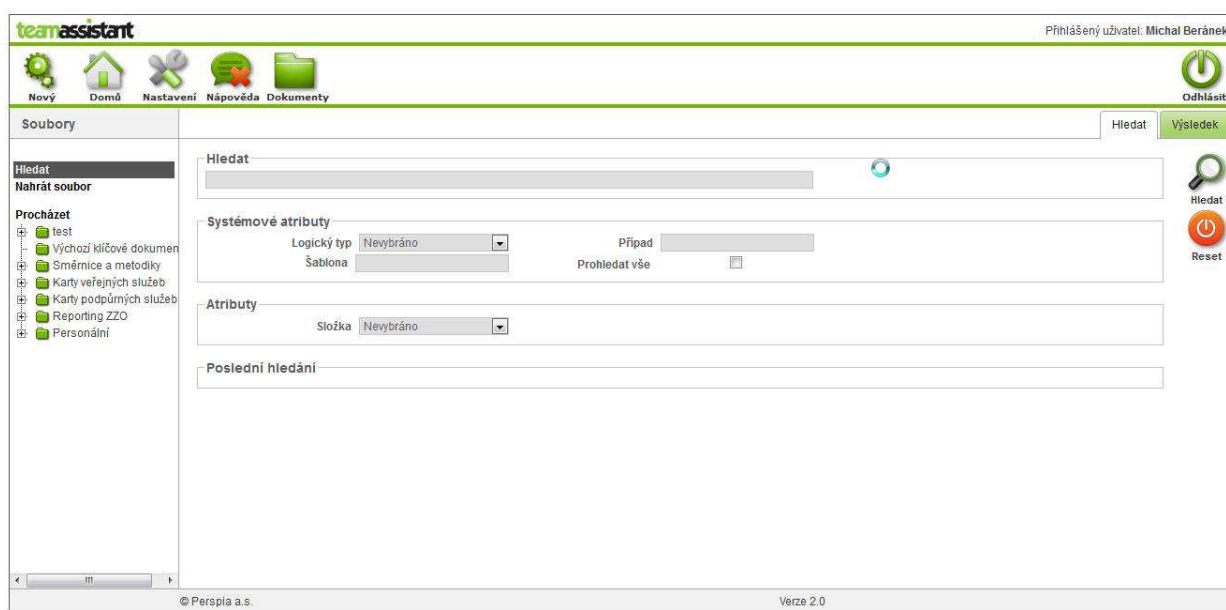 teamassistant
Přihlášený uživatel: Michal Beránek
Nový Domů Nastavení Nápověda Dokumenty Odhlásit
Soubory
Hledat Výsledek
Hledat
Nahrát soubor
Procházet
test
Výchozí klíčové dokumen
Směrnice a metodiky
Karty veřejných služeb
Karty podpůrných služeb
Reporting ZZO
Personální
Hledat
Systémové atributy
Logický typ Nevybráno Případ
Šablona Prohledat vše
Atributy
Složka Nevybráno
Poslední hledání
Hledat
Reset
© Perspia a.s. Verze 2.0